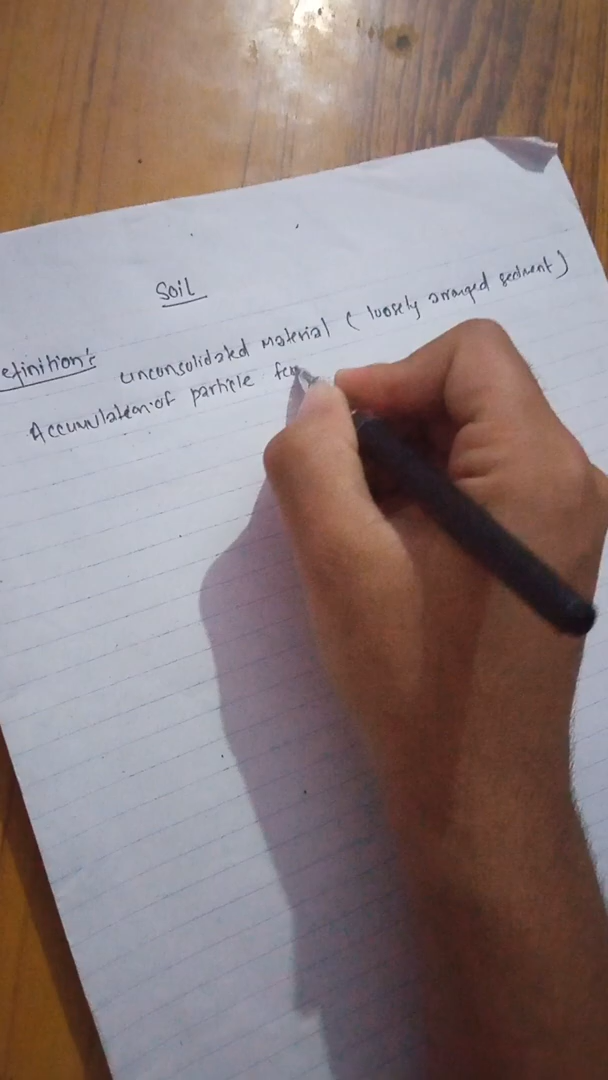 Soil
efinition's unconsolidated Material ( loosely arranged sediment )
Accumulation of particle